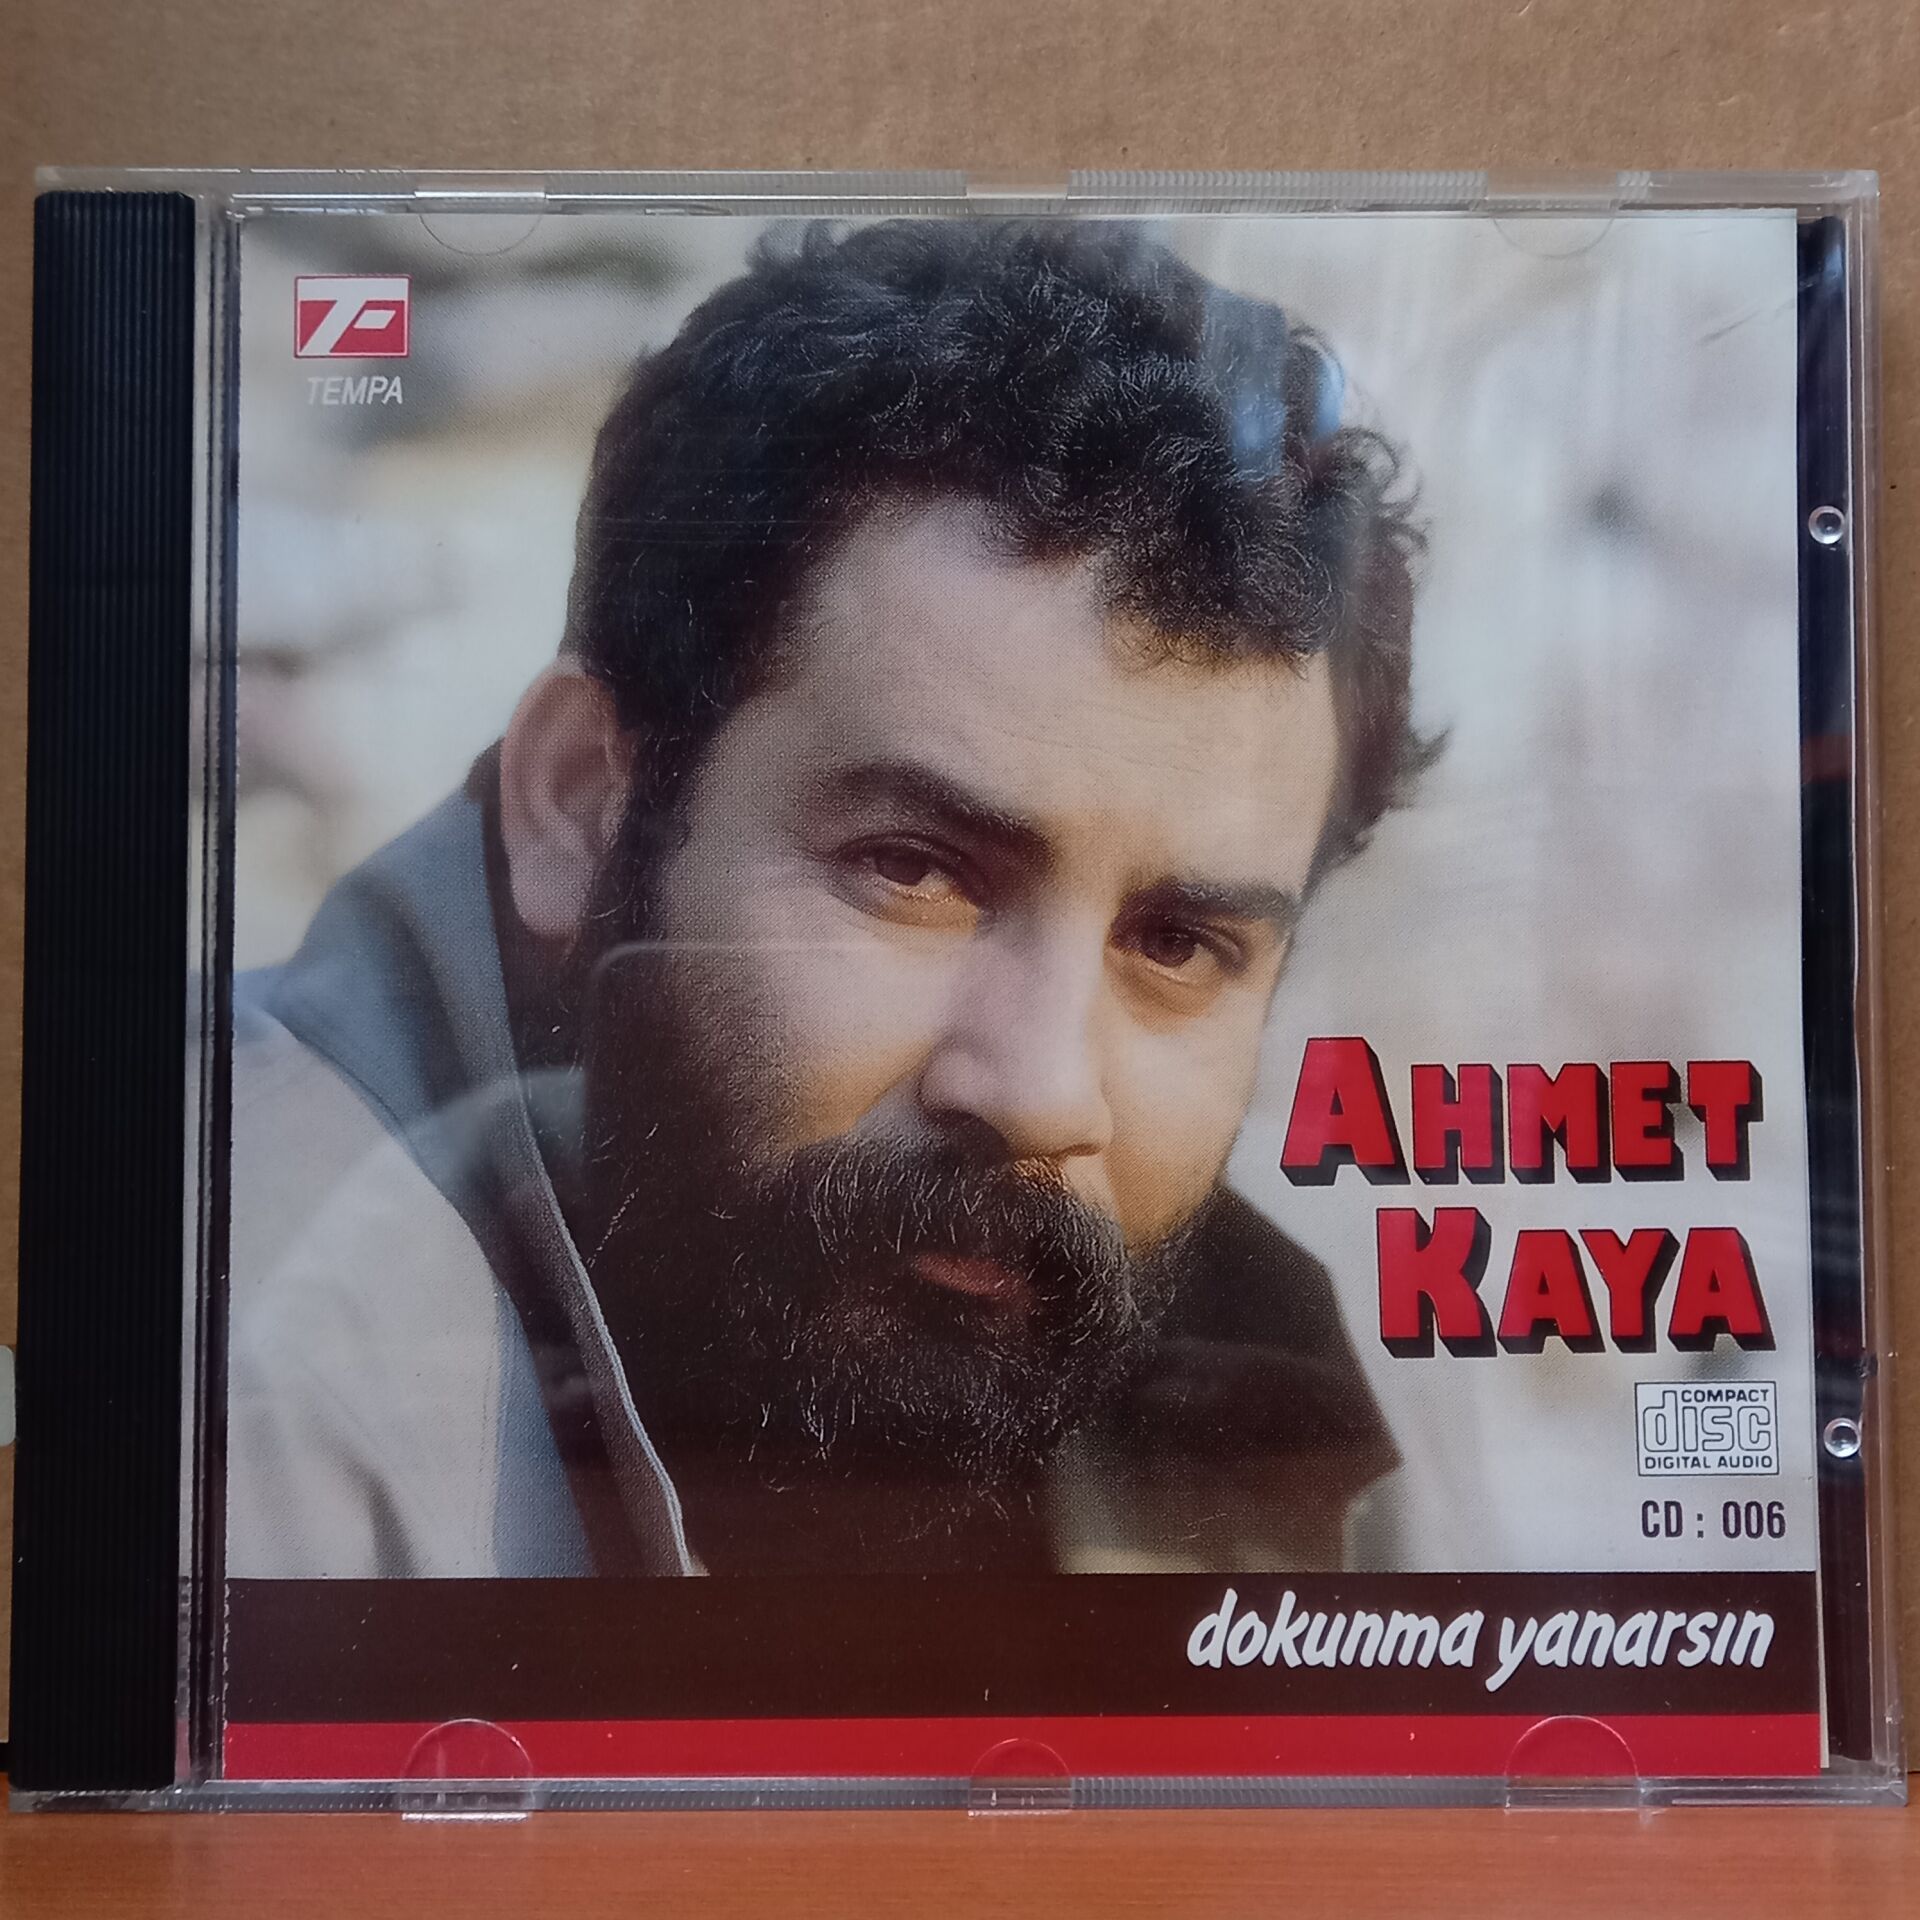 TEMPA
AHMET
KAYA
COMPACT
disc
DIGITAL AUDIO
CD : 006
dokunma yanarsın